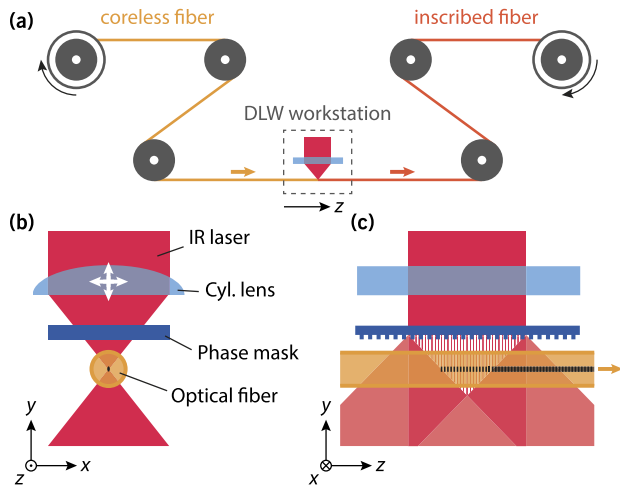 (a)
coreless fiber
inscribed fiber
DLW workstation
z
(b)
IR laser
Cyl. lens
Phase mask
Optical fiber
y
z
x
(c)
y
x
z